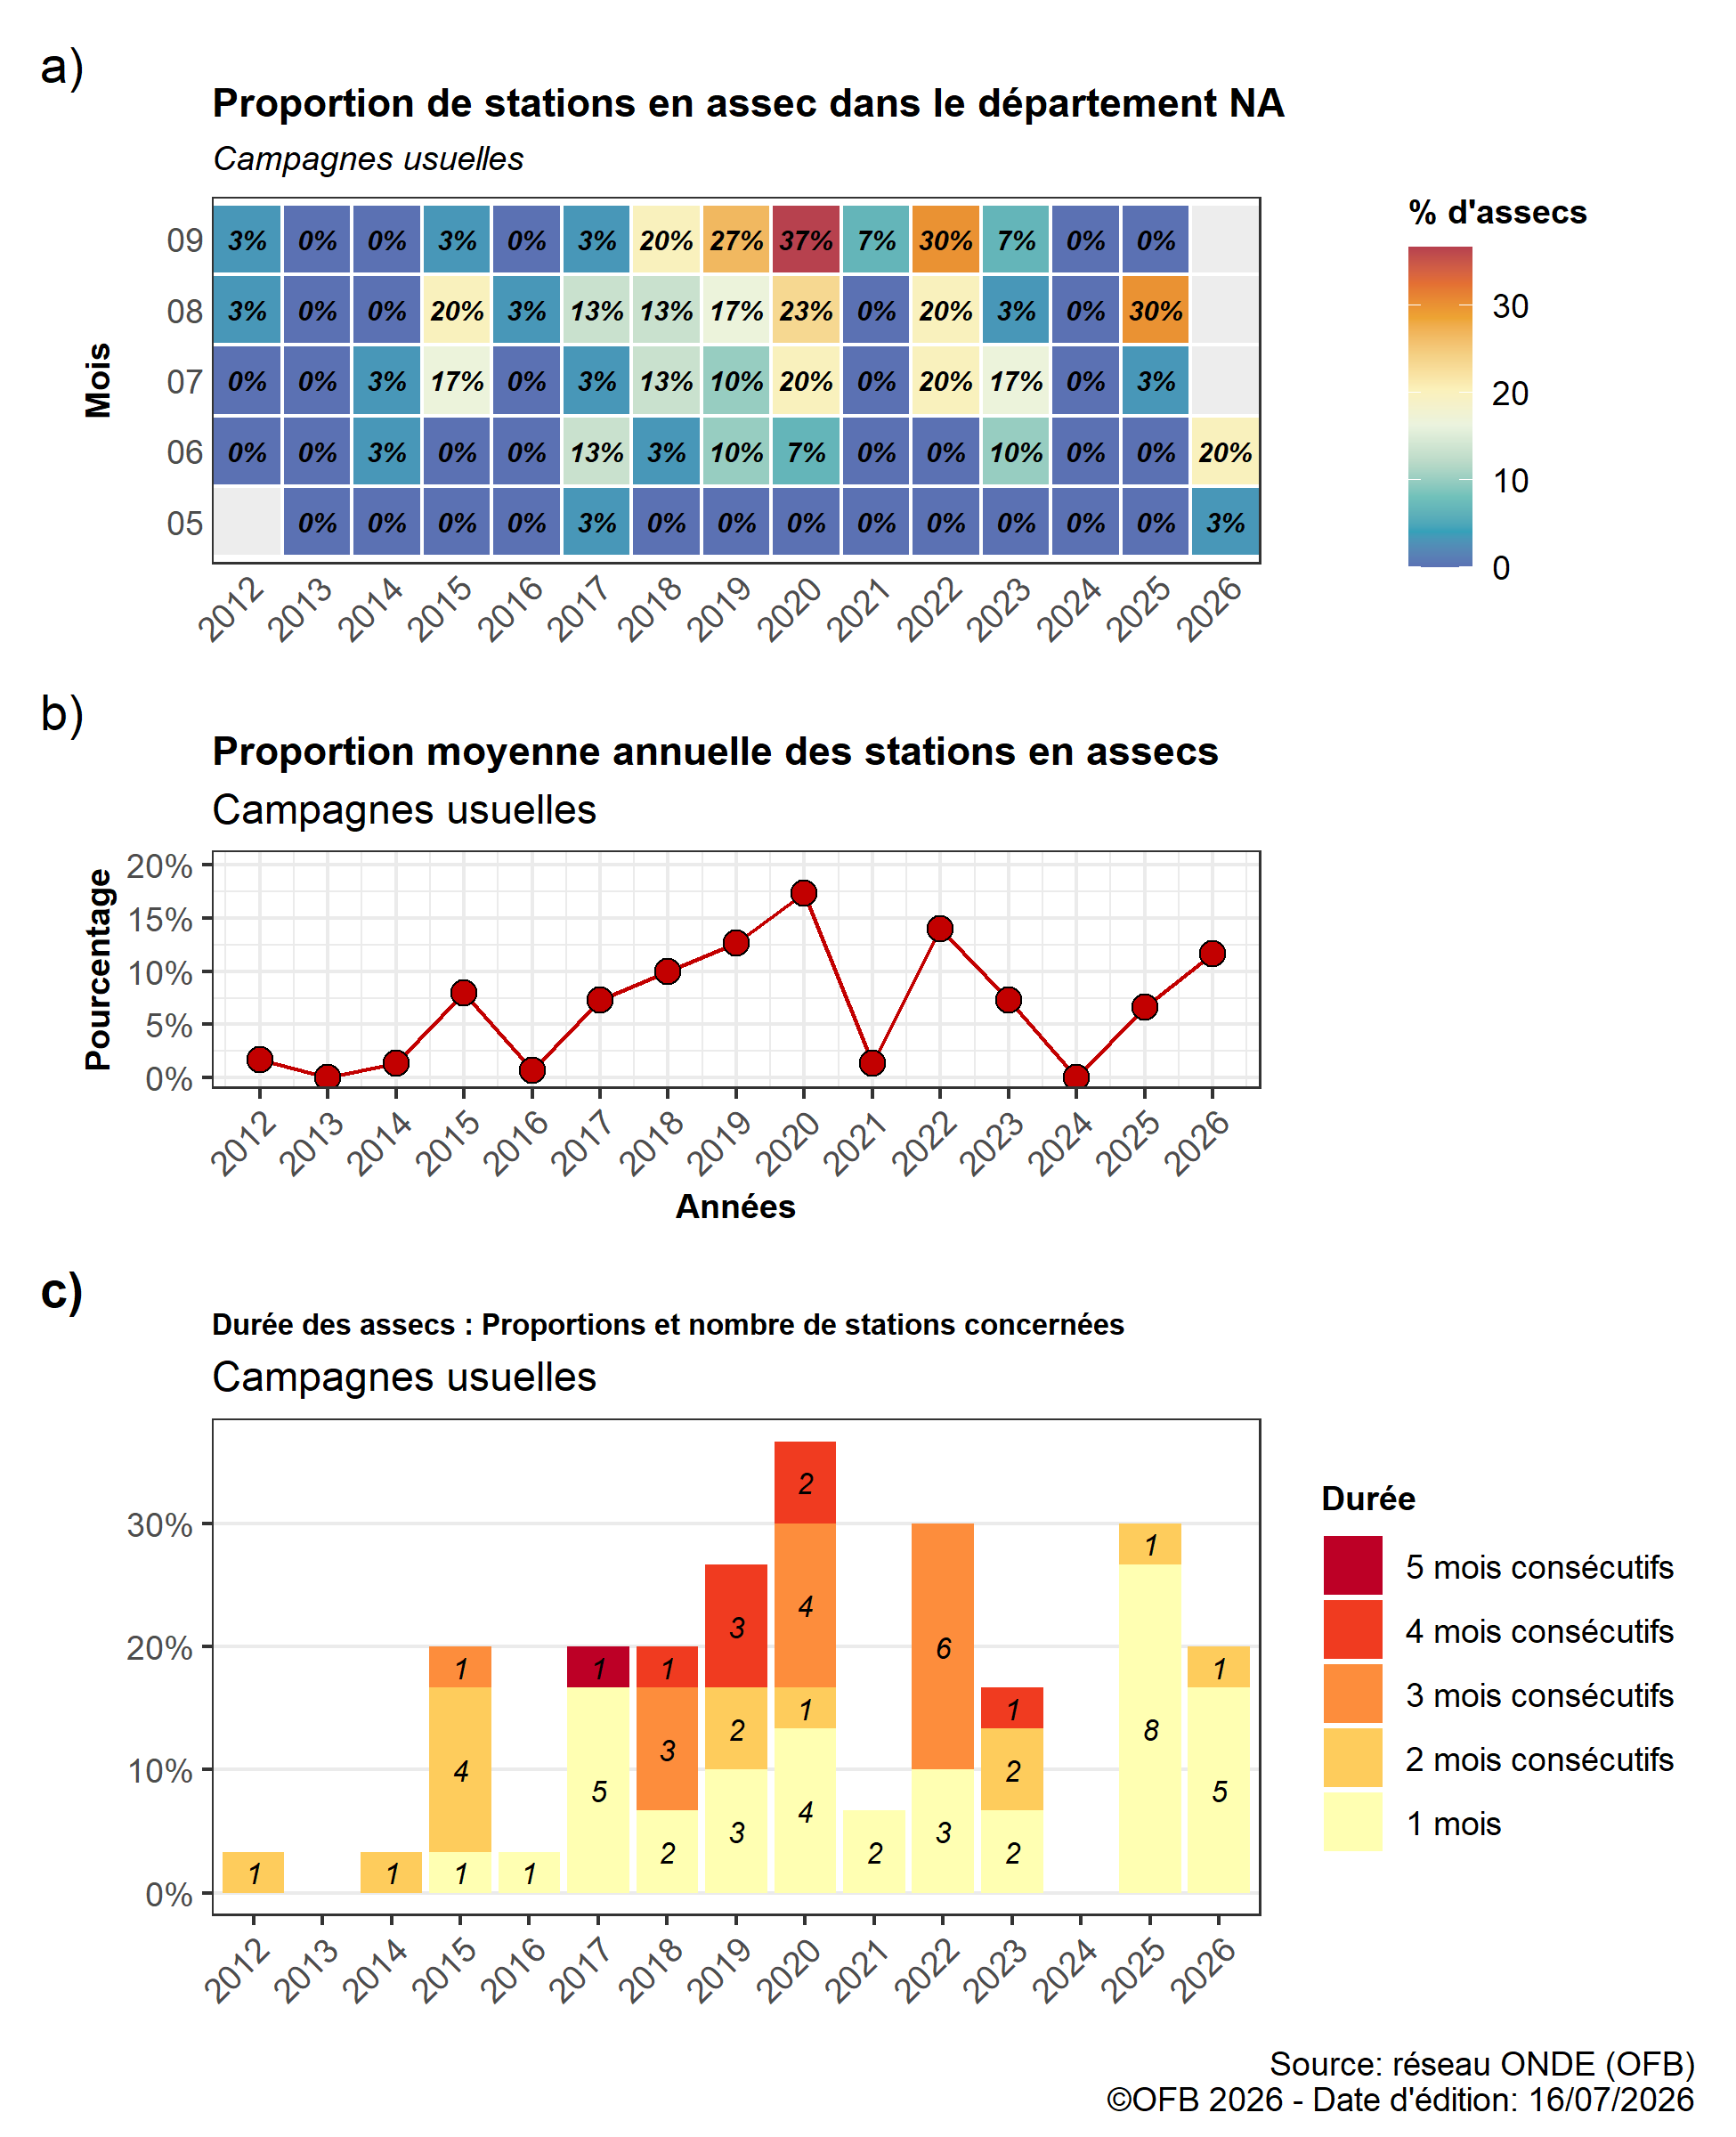 a)
Proportion de stations en assec dans le département NA
Campagnes usuelles
% d'assecs
Mois
09 3% 0% 0% 3% 0% 3% 20% 27% 37% 7% 30% 7% 0% 0%
08 3% 0% 0% 20% 3% 13% 13% 17% 23% 0% 20% 3% 0% 30%
07 0% 0% 3% 17% 0% 3% 13% 10% 20% 0% 20% 17% 0% 3%
06 0% 0% 3% 0% 0% 13% 3% 10% 7% 0% 0% 10% 0% 0% 20%
05 0% 0% 0% 0% 3% 0% 0% 0% 0% 0% 0% 0% 0% 3%
30
20
10
0
2012 2013 2014 2015 2016 2017 2018 2019 2020 2021 2022 2023 2024 2025 2026
b)
Proportion moyenne annuelle des stations en assecs
Campagnes usuelles
Pourcentage
20%
15%
10%
5%
0%
2012 2013 2014 2015 2016 2017 2018 2019 2020 2021 2022 2023 2024 2025 2026
Années
c)
Durée des assecs : Proportions et nombre de stations concernées
Campagnes usuelles
30%
20%
10%
0%
1
1
1 4 1
1
5 1
2 3 1
3 2 3
4 1 4 2
2
3 6
2 2 1
8 1
5 1
2012 2013 2014 2015 2016 2017 2018 2019 2020 2021 2022 2023 2024 2025 2026
Durée
5 mois consécutifs
4 mois consécutifs
3 mois consécutifs
2 mois consécutifs
1 mois
Source: réseau ONDE (OFB)
©OFB 2026 - Date d'édition: 16/07/2026